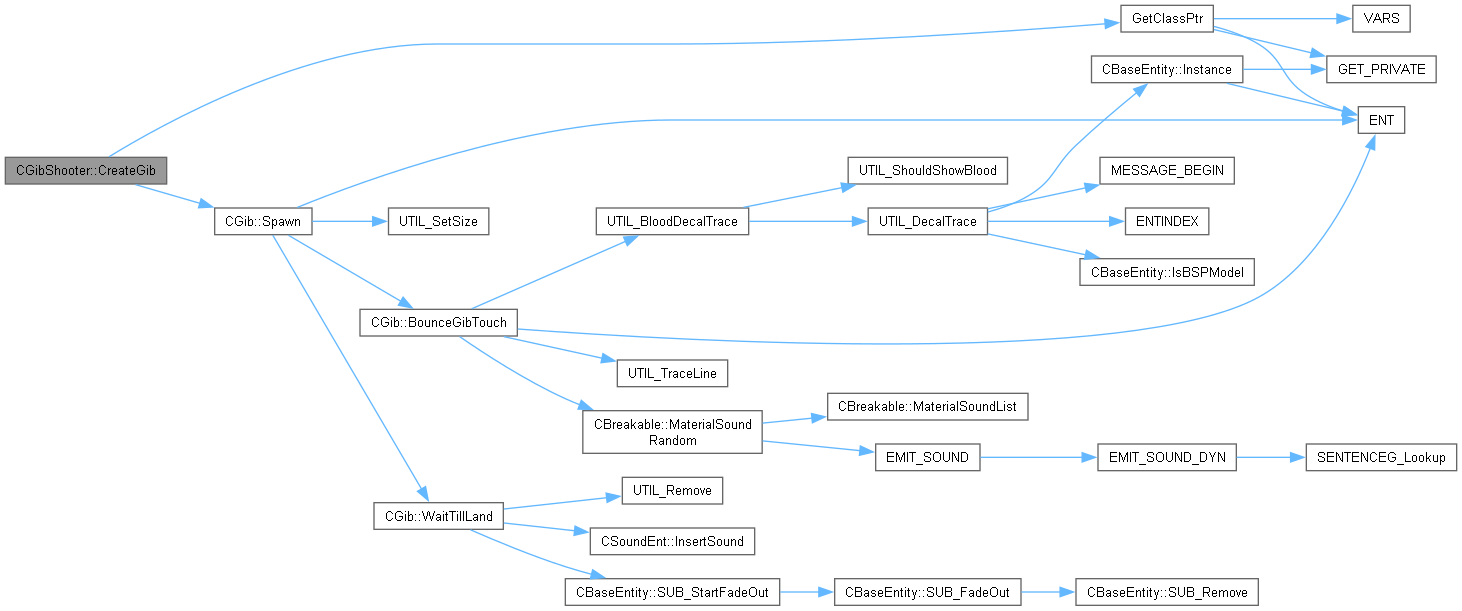 GetClassPtr
VARS
CBaseEntity::Instance
GET_PRIVATE
ENT
CGibShooter::CreateGib
UTIL_ShouldShowBlood
MESSAGE_BEGIN
CGib::Spawn
UTIL_SetSize
UTIL_BloodDecalTrace
UTIL_DecalTrace
ENTINDEX
CBaseEntity::IsBSPModel
CGib::BounceGibTouch
UTIL_TraceLine
CBreakable::MaterialSound
Random
CBreakable::MaterialSoundList
EMIT_SOUND
EMIT_SOUND_DYN
SENTENCEG_Lookup
UTIL_Remove
CGib::WaitTillLand
CSoundEnt::InsertSound
CBaseEntity::SUB_StartFadeOut
CBaseEntity::SUB_FadeOut
CBaseEntity::SUB_Remove